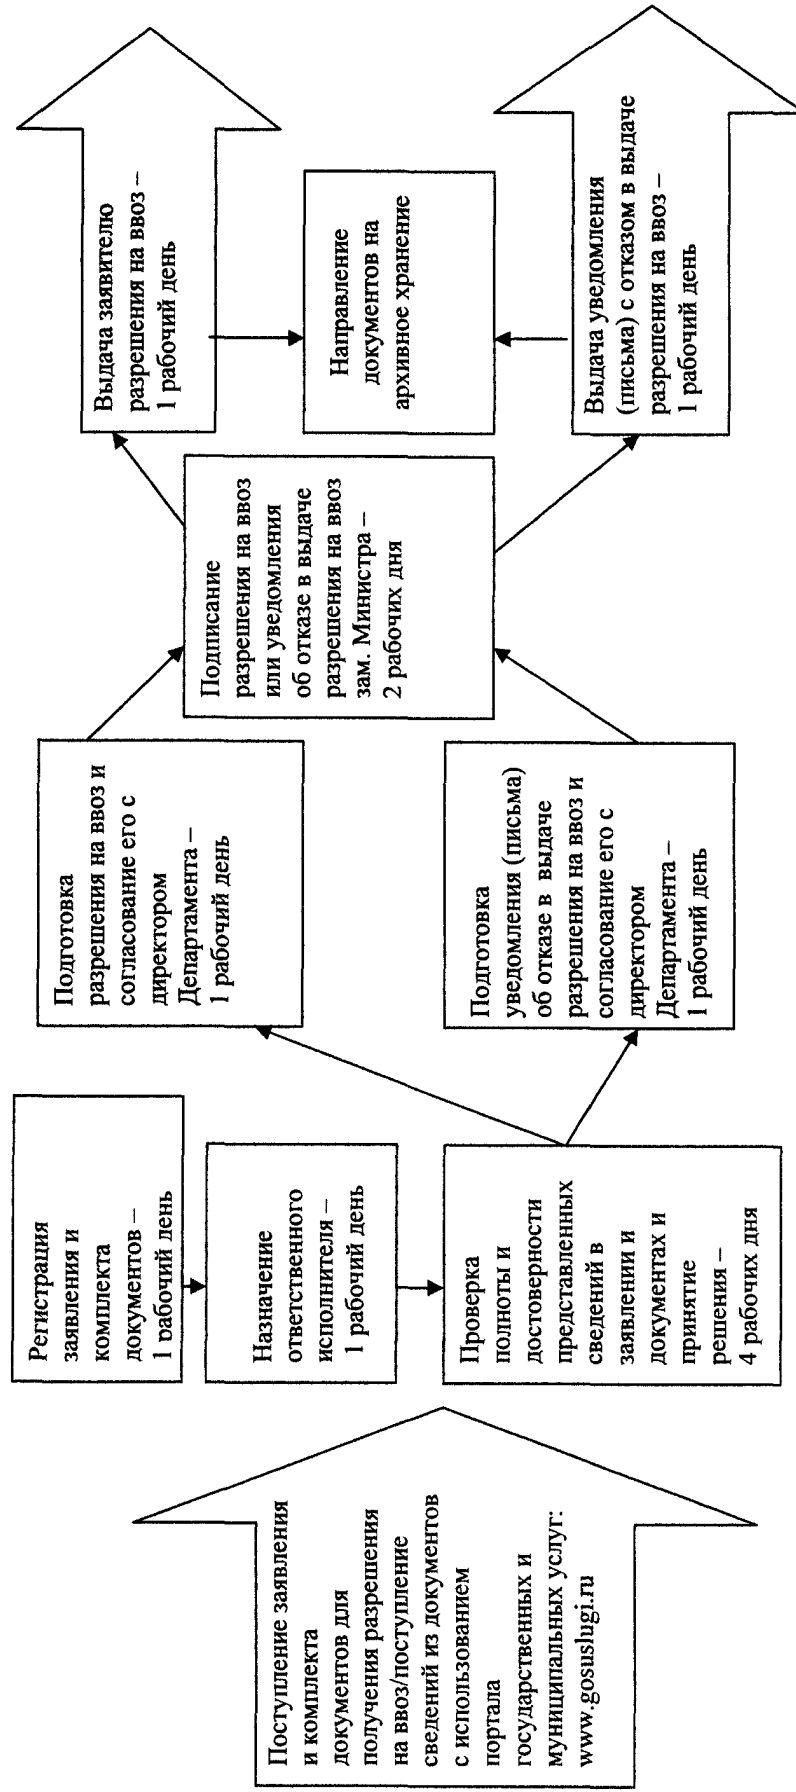 Поступление заявления
и комплекта
документов для
получения разрешения
на ввоз/поступление
сведений из документов
с использованием
портала
государственных и
муниципальных услуг:
www.gosuslugi.ru
Регистрация
заявления и
комплекта
документов –
1 рабочий день
Назначение
ответственного
исполнителя –
1 рабочий день
Проверка
полноты и
достоверности
представленных
сведений в
заявлении и
документах и
принятие
решения –
4 рабочих дня
Подготовка
разрешения на ввоз и
согласование его с
директором
Департамента –
1 рабочий день
Подготовка
уведомления (письма)
об отказе в выдаче
разрешения на ввоз и
согласование его с
директором
Департамента –
1 рабочий день
Подписание
разрешения на ввоз
или уведомления
об отказе в выдаче
разрешения на ввоз
зам. Министра –
2 рабочих дня
Выдача заявителю
разрешения на ввоз –
1 рабочий день
Направление
документов на
архивное хранение
Выдача уведомления
(письма) с отказом в выдаче
разрешения на ввоз –
1 рабочий день